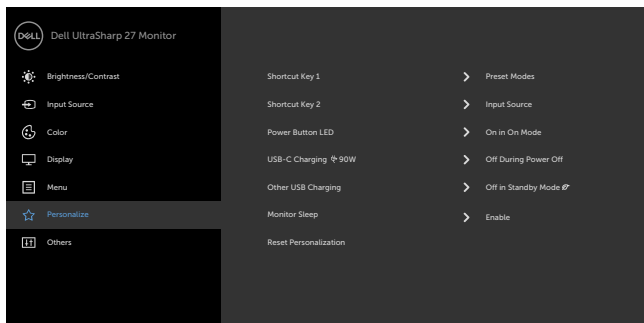 DELL Dell UltraSharp 27 Monitor
Brightness/Contrast
Input Source
Color
Display
Menu
Personalize
Others
Shortcut Key 1 Preset Modes
Shortcut Key 2 Input Source
Power Button LED On in On Mode
USB-C Charging 90W Off During Power Off
Other USB Charging Off in Standby Mode
Monitor Sleep Enable
Reset Personalization